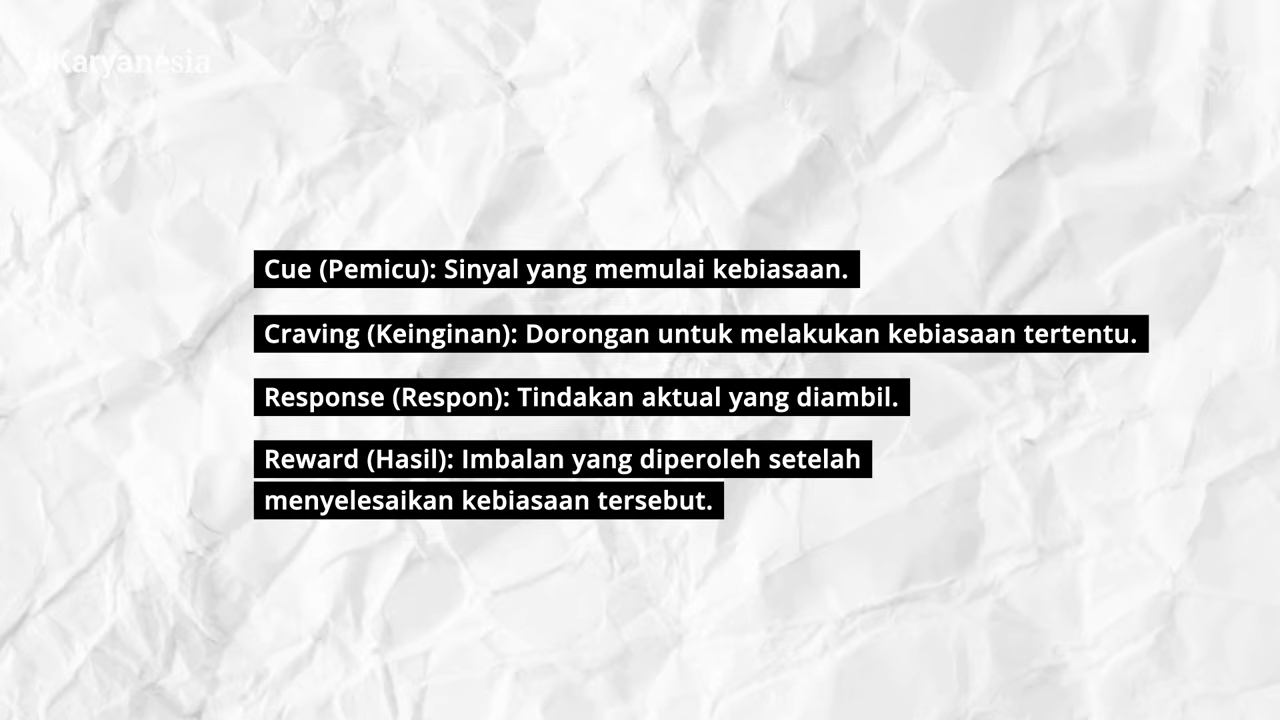 Karyanesia
Cue (Pemicu): Sinyal yang memulai kebiasaan.
Craving (Keinginan): Dorongan untuk melakukan kebiasaan tertentu.
Response (Respon): Tindakan aktual yang diambil.
Reward (Hasil): Imbalan yang diperoleh setelah
menyelesaikan kebiasaan tersebut.